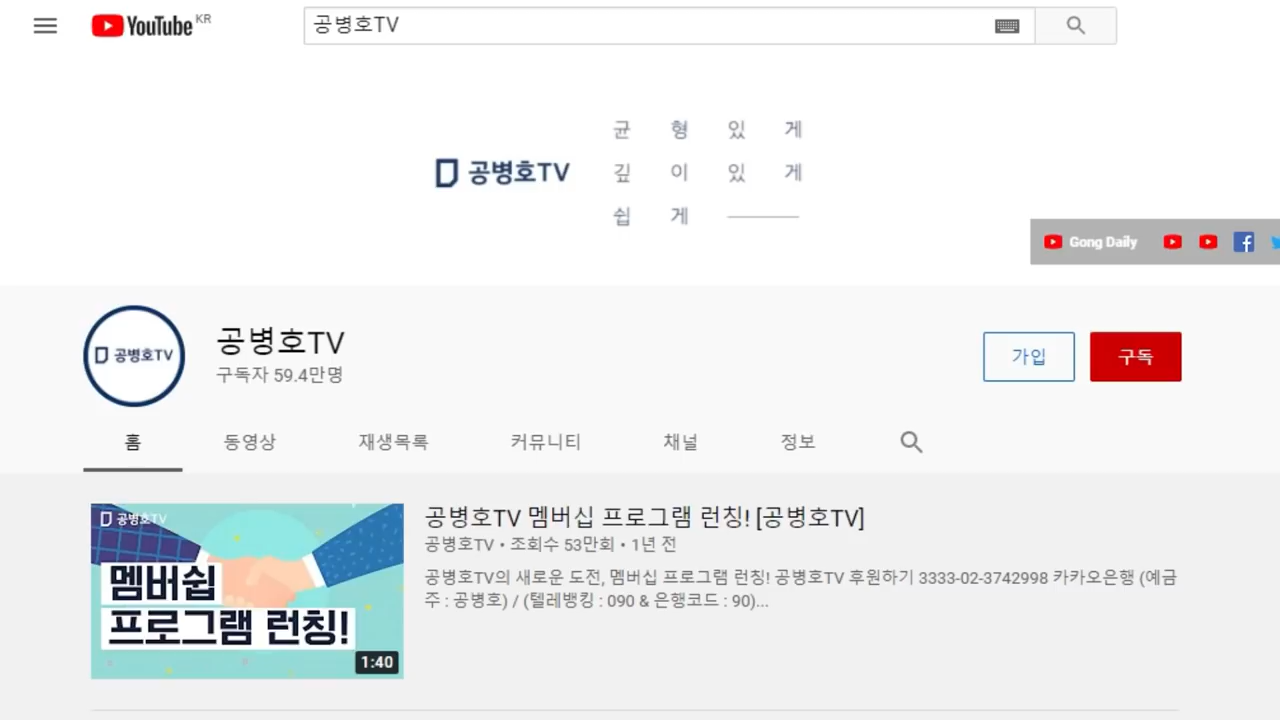 YouTube KR
공병호TV
균형있게
공병호TV
깊이있게
쉽게
Gong Daily
공병호TV
공병호TV
구독자 59.4만명
가입
구독
홈
동영상
재생목록
커뮤니티
채널
정보
공병호TV
멤버쉽
프로그램 런칭!
1:40
공병호TV 멤버십 프로그램 런칭! [공병호TV]
공병호TV • 조회수 53만회 • 1년 전
공병호TV의 새로운 도전, 멤버십 프로그램 런칭! 공병호TV 후원하기 3333-02-3742998 카카오은행 (예금
주 : 공병호) / (텔레뱅킹 : 090 & 은행코드 : 90)...